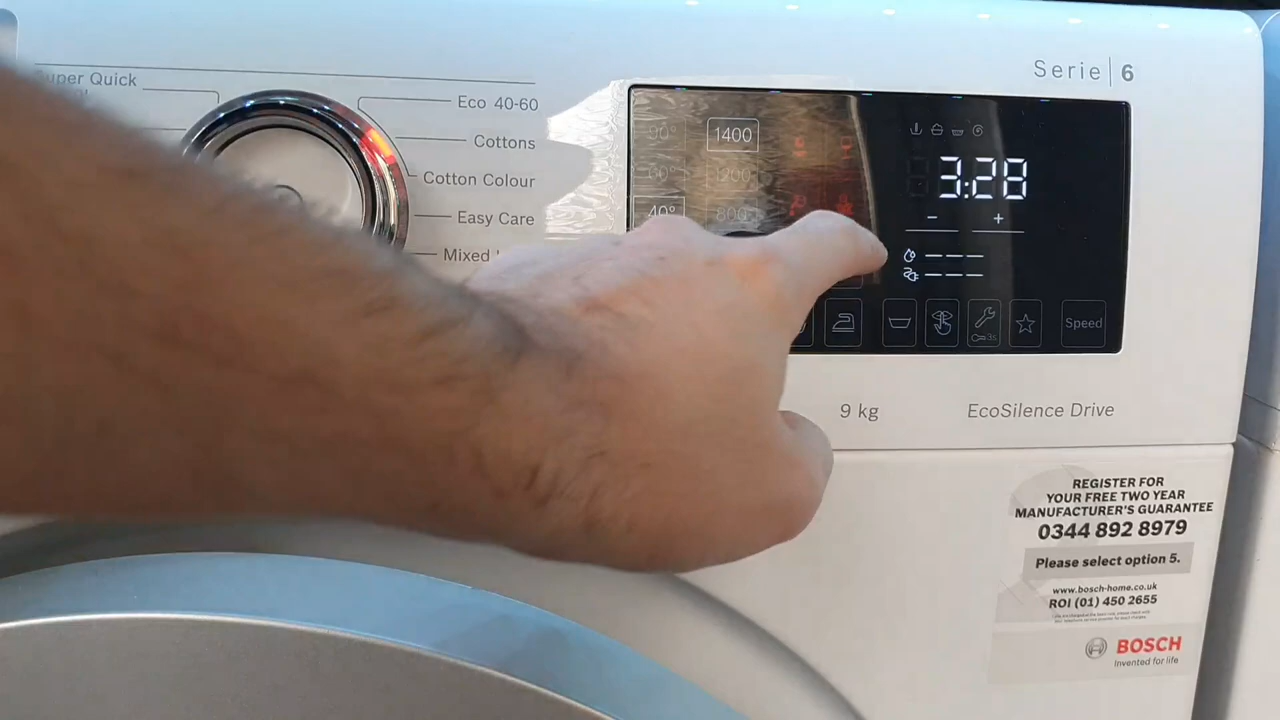 Serie | 6
Super Quick
Eco 40-60
Cottons
Cotton Colour
Easy Care
Mixed
90°
60°
40°
1400
1200
800
3:28
− +
---
---
3s
Speed
9 kg
EcoSilence Drive
REGISTER FOR
YOUR FREE TWO YEAR
MANUFACTURER'S GUARANTEE
0344 892 8979
Please select option 5.
www.bosch-home.co.uk
ROI (01) 450 2655
BOSCH
Invented for life